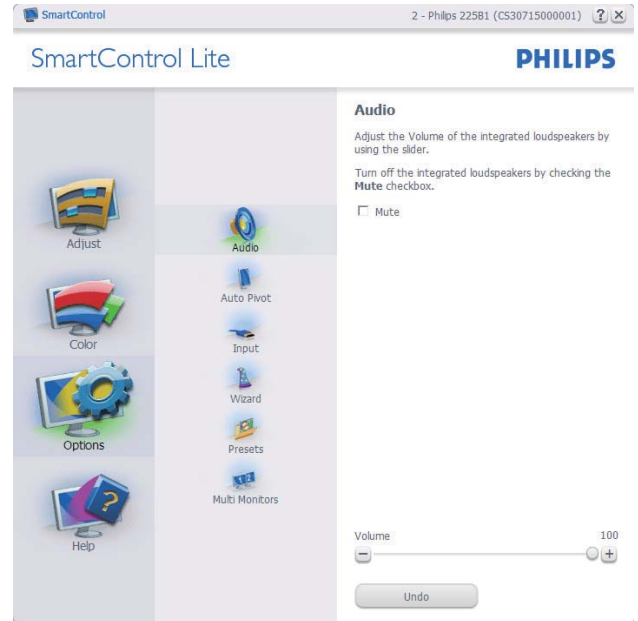 SmartControl
2 - Philips 225B1 (CS30715000001)
?
SmartControl Lite
PHILIPS
Adjust
Color
Options
Help
Audio
Auto Pivot
Input
Wizard
Presets
Multi Monitors
Audio
Adjust the Volume of the integrated loudspeakers by
using the slider.
Turn off the integrated loudspeakers by checking the
Mute checkbox.
Mute
Volume
100
Undo